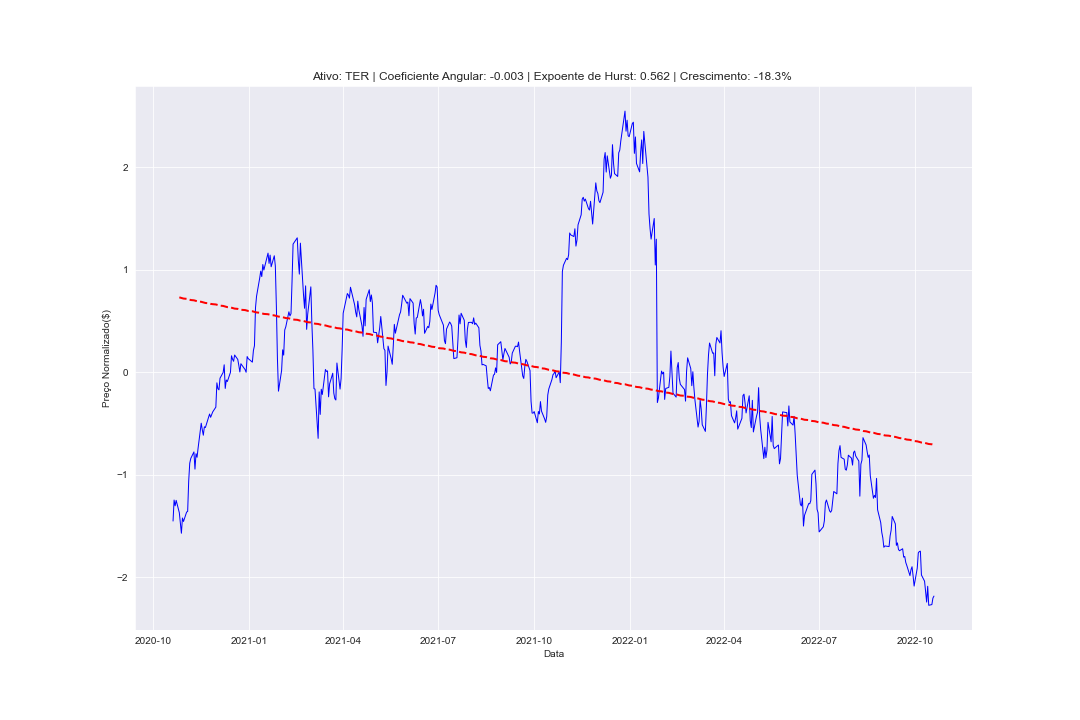 Ativo: TER | Coeficiente Angular: -0.003 | Expoente de Hurst: 0.562 | Crescimento: -18.3%
Preço Normalizado($)
2
1
0
−1
−2
2020-10 2021-01 2021-04 2021-07 2021-10 2022-01 2022-04 2022-07 2022-10
Data